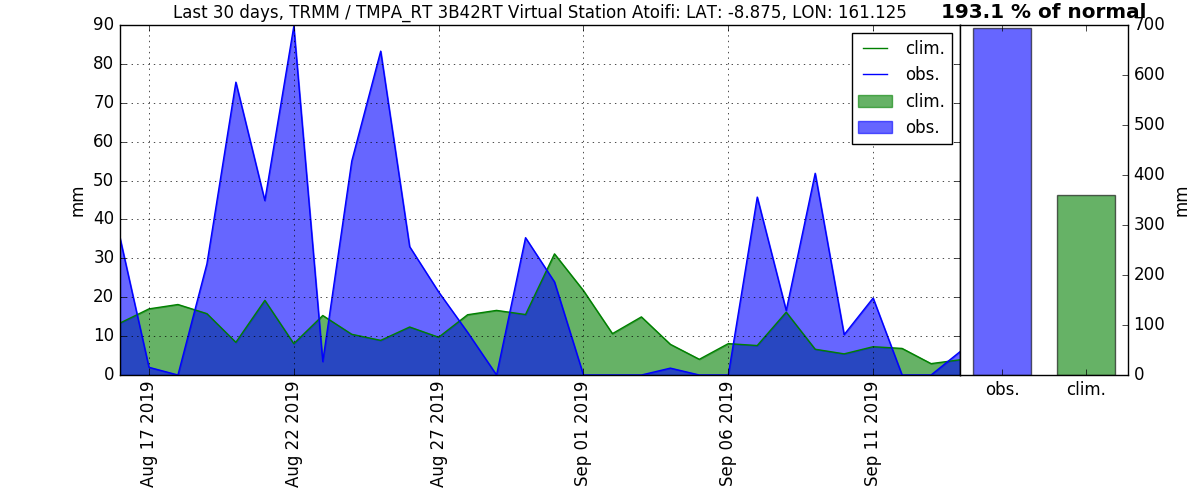 Last 30 days, TRMM / TMPA_RT 3B42RT Virtual Station Atoifi: LAT: -8.875, LON: 161.125
193.1 % of normal
90
80
70
60
50
40
30
20
10
0
mm
clim.
obs.
clim.
obs.
Aug 17 2019
Aug 22 2019
Aug 27 2019
Sep 01 2019
Sep 06 2019
Sep 11 2019
700
600
500
400
300
200
100
0
mm
obs.
clim.